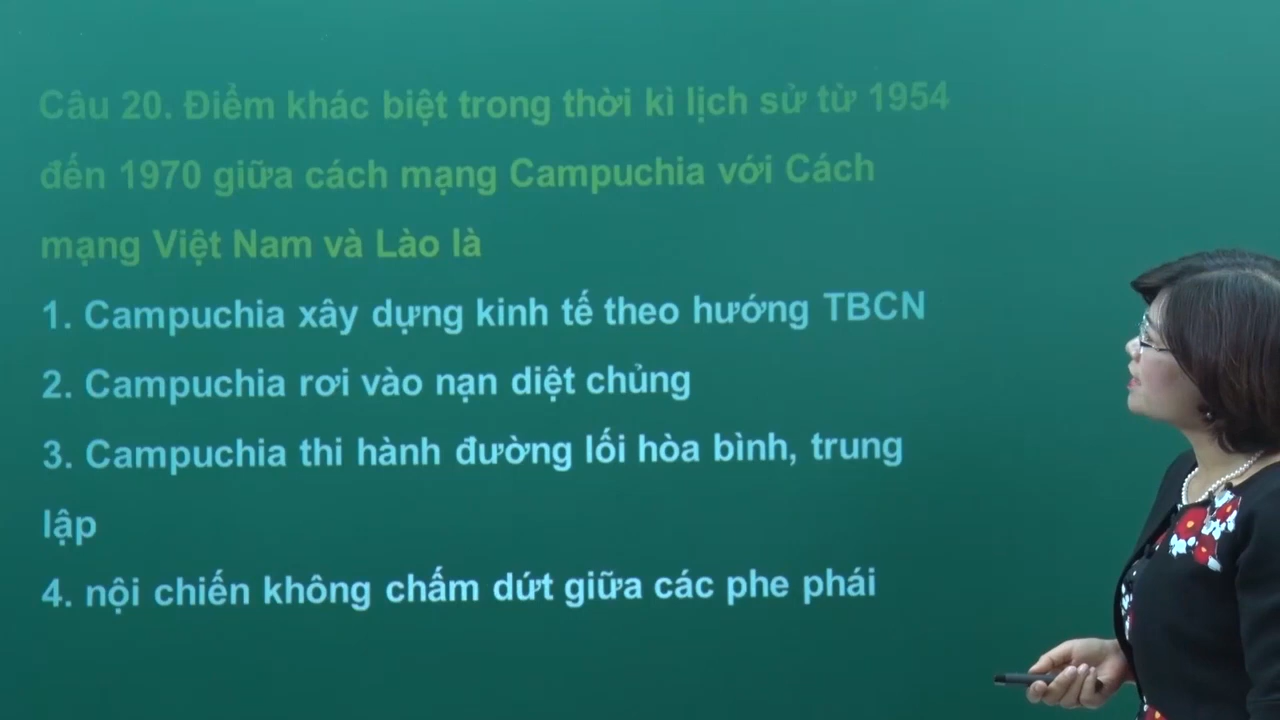 Câu 20. Điểm khác biệt trong thời kì lịch sử từ 1954
đến 1970 giữa cách mạng Campuchia với Cách
mạng Việt Nam và Lào là
1. Campuchia xây dựng kinh tế theo hướng TBCN
2. Campuchia rơi vào nạn diệt chủng
3. Campuchia thi hành đường lối hòa bình, trung
lập
4. nội chiến không chấm dứt giữa các phe phái